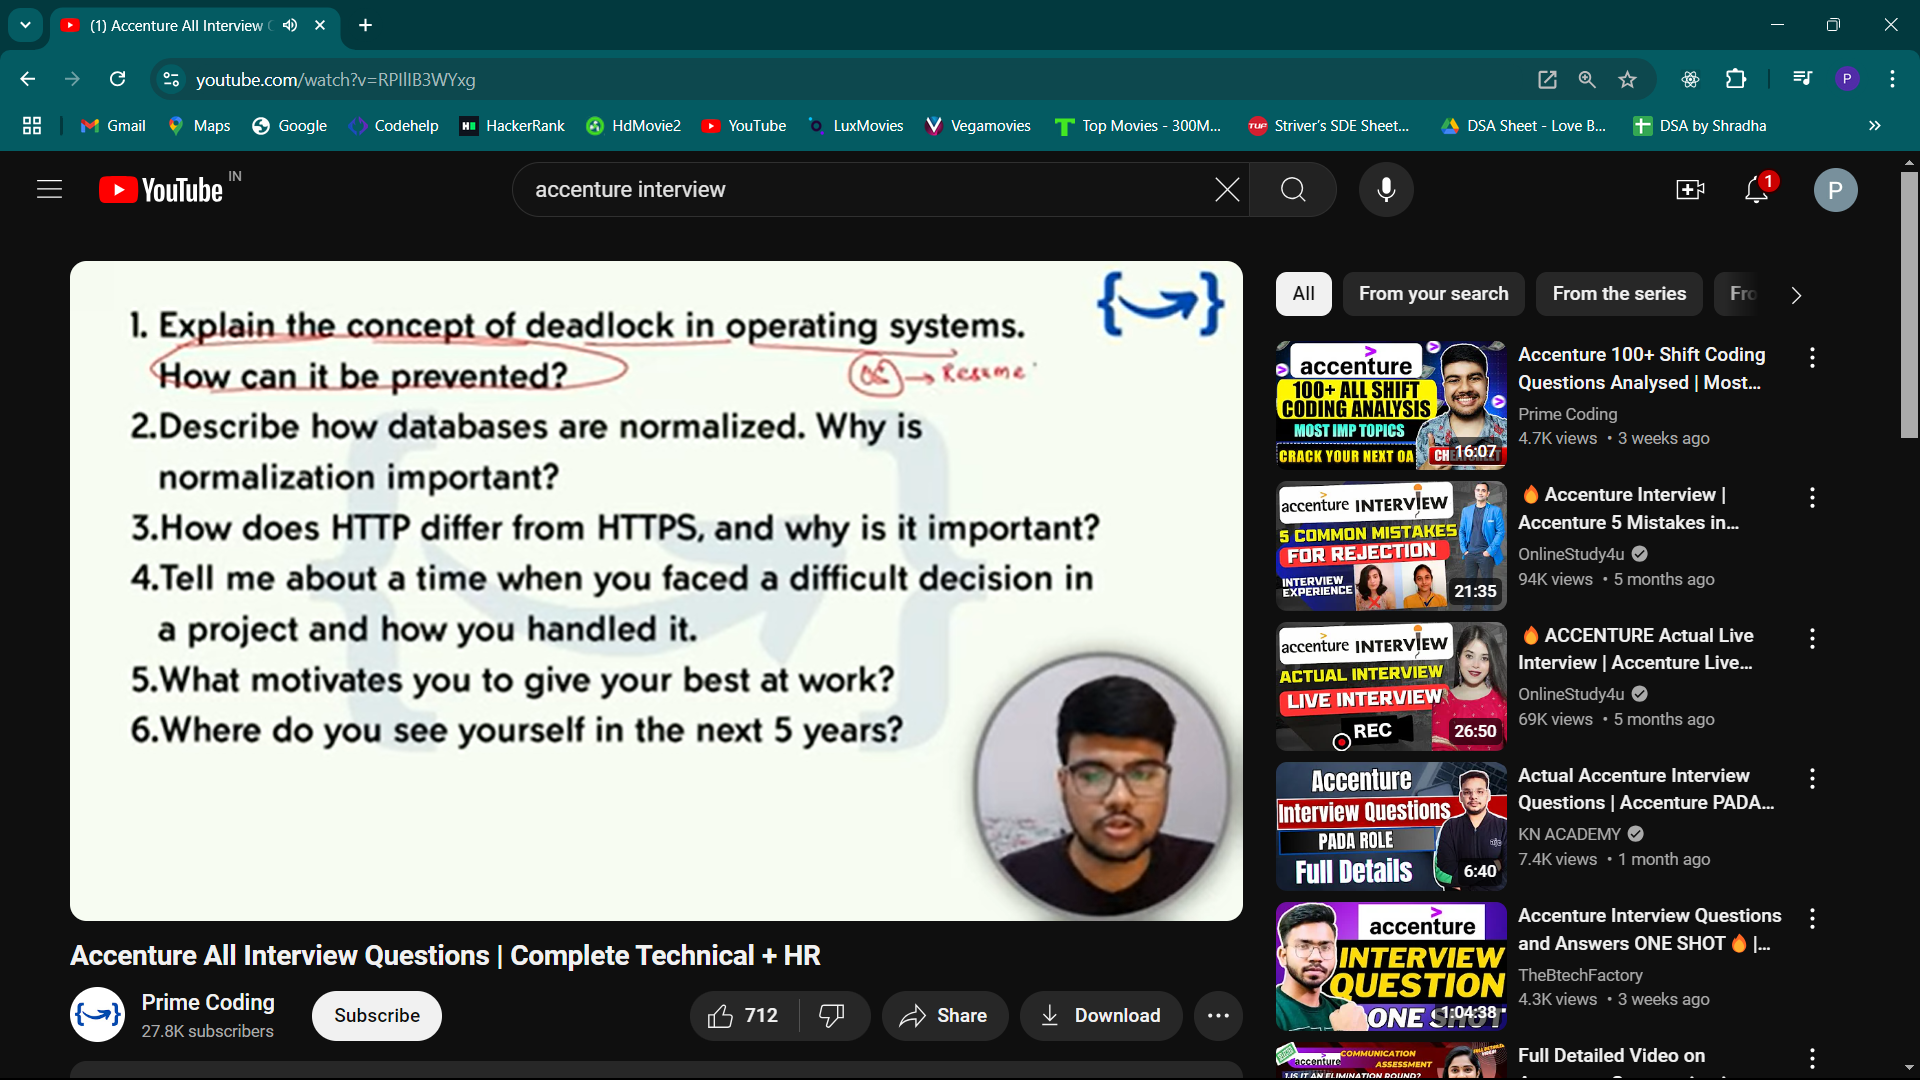 (1) Accenture All Interview
youtube.com/watch?v=RPIlIB3WYxg
P
Gmail
Maps
Google
Codehelp
HackerRank
HdMovie2
YouTube
LuxMovies
Vegamovies
Top Movies - 300M...
Striver's SDE Sheet...
DSA Sheet - Love B...
DSA by Shradha
YouTube IN
accenture interview
1
P
1. Explain the concept of deadlock in operating systems.
How can it be prevented?
OS → Resume
2.Describe how databases are normalized. Why is
normalization important?
3.How does HTTP differ from HTTPS, and why is it important?
4.Tell me about a time when you faced a difficult decision in
a project and how you handled it.
5.What motivates you to give your best at work?
6.Where do you see yourself in the next 5 years?
Accenture All Interview Questions | Complete Technical + HR
Prime Coding
27.8K subscribers
Subscribe
712
Share
Download
All
From your search
From the series
Fro
accenture
100+ ALL SHIFT
CODING ANALYSIS
MOST IMP TOPICS
CRACK YOUR NEXT OA
16:07
Accenture 100+ Shift Coding
Questions Analysed | Most...
Prime Coding
4.7K views • 3 weeks ago
accenture INTERVIEW
5 COMMON MISTAKES
FOR REJECTION
INTERVIEW
EXPERIENCE
21:35
Accenture Interview |
Accenture 5 Mistakes in...
OnlineStudy4u
94K views • 5 months ago
accenture INTERVIEW
ACTUAL INTERVIEW
LIVE INTERVIEW
REC
26:50
ACCENTURE Actual Live
Interview | Accenture Live...
OnlineStudy4u
69K views • 5 months ago
Accenture
Interview Questions
PADA ROLE
Full Details
6:40
Actual Accenture Interview
Questions | Accenture PADA...
KN ACADEMY
7.4K views • 1 month ago
accenture
INTERVIEW
QUESTION
ONE SHOT
1:04:38
Accenture Interview Questions
and Answers ONE SHOT |...
TheBtechFactory
4.3K views • 3 weeks ago
accenture
COMMUNICATION
ASSESSMENT
1.IS IT AN ELIMINATION ROUND?
Full Detailed Video on